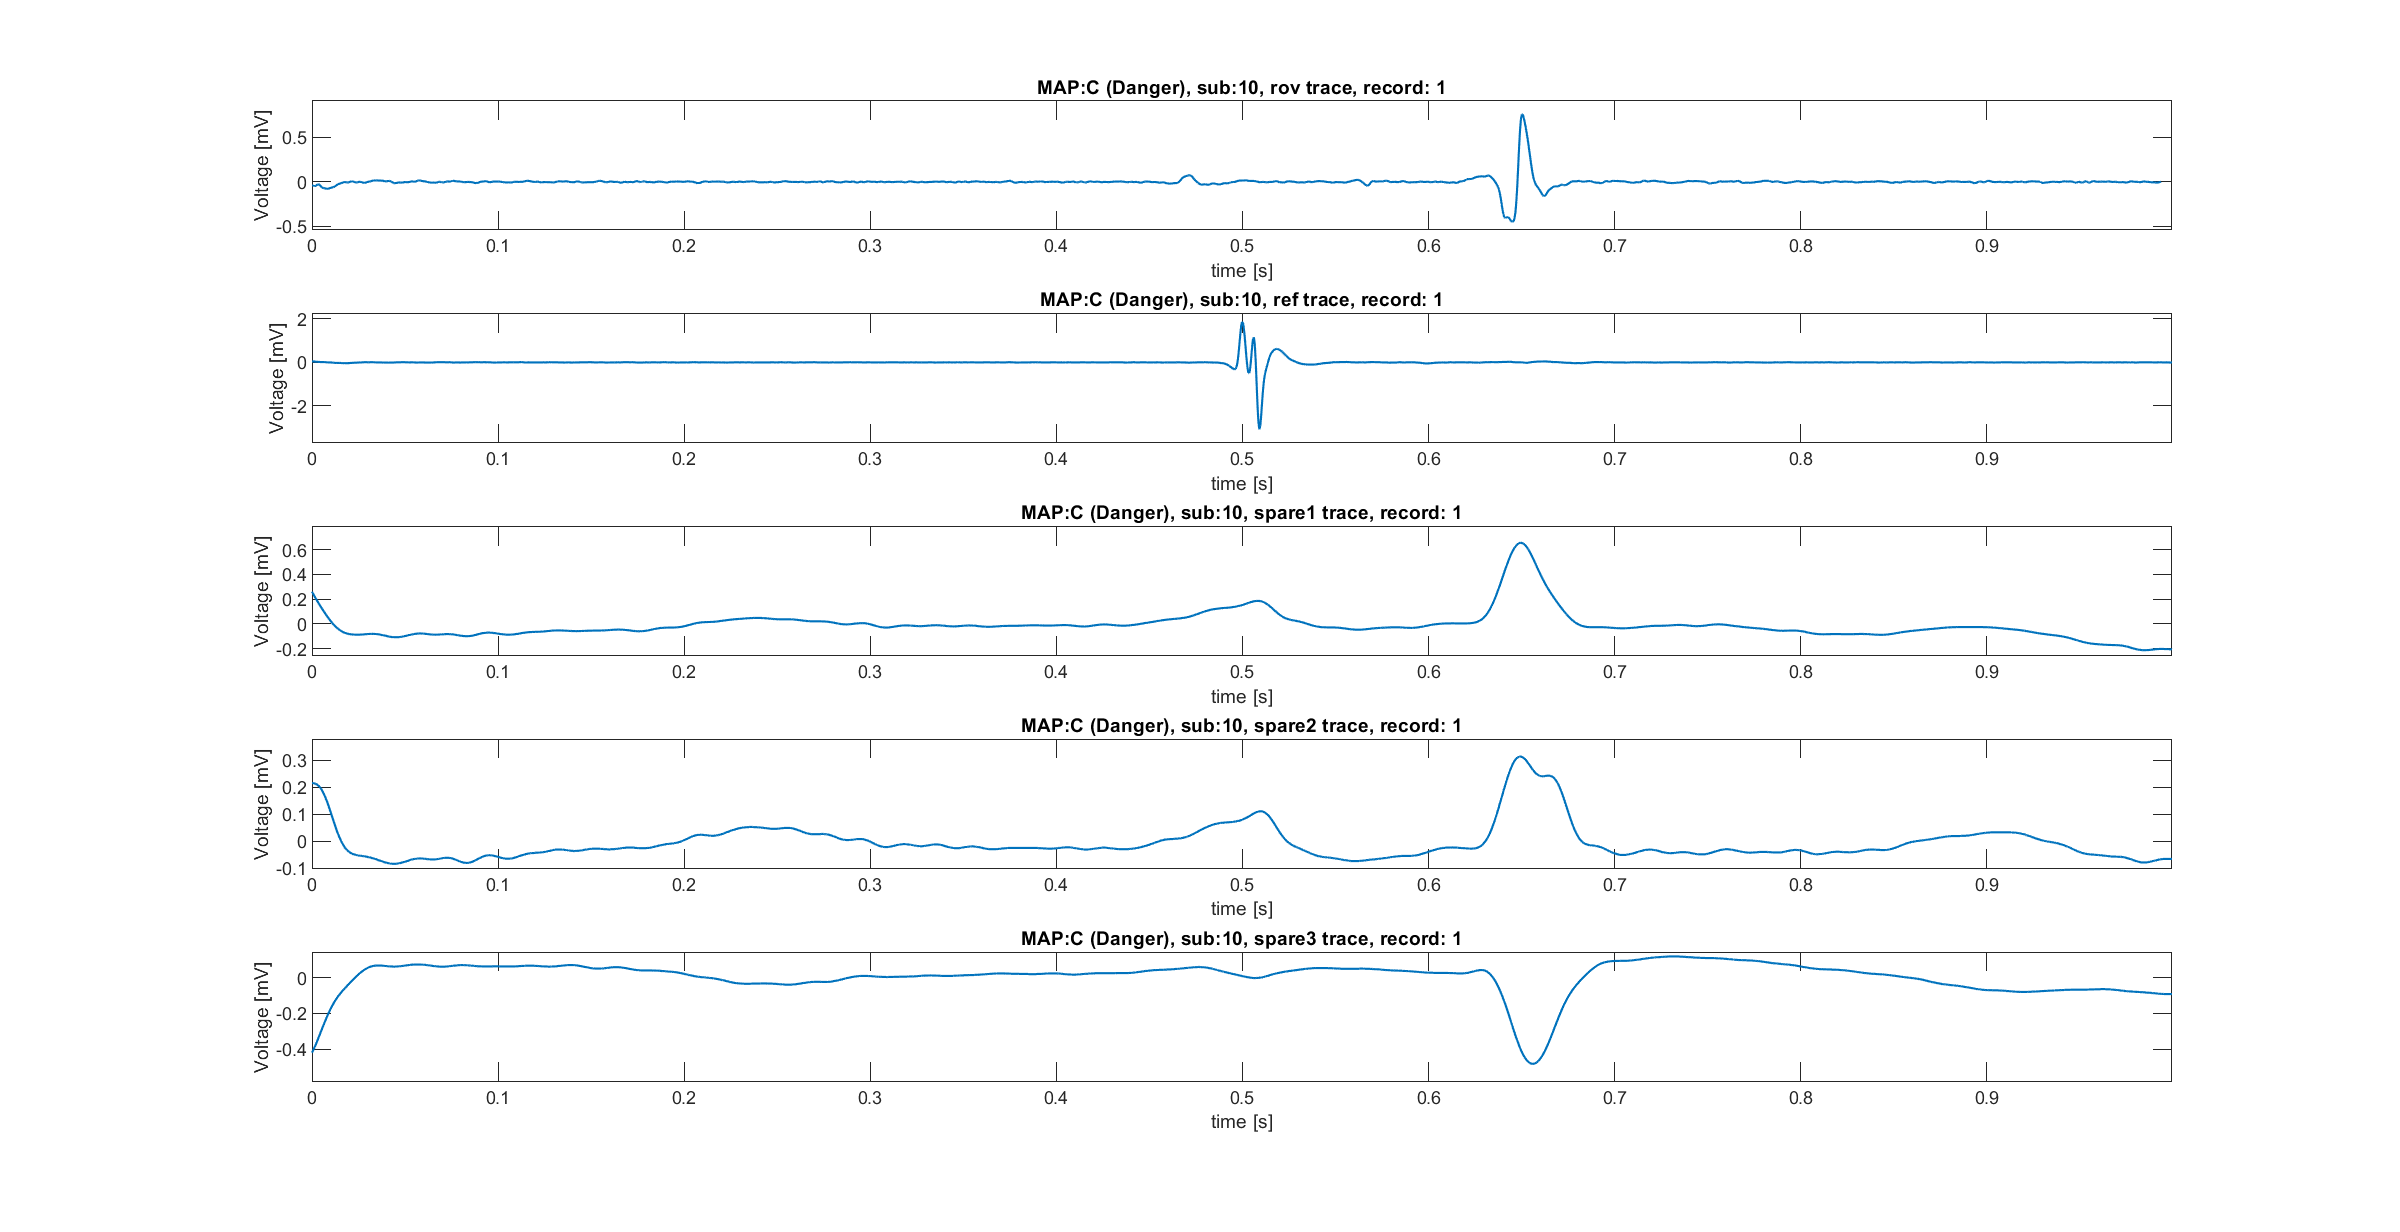 MAP:C (Danger), sub:10, rov trace, record: 1
Voltage [mV]
0.5
0
-0.5
0 0.1 0.2 0.3 0.4 0.5 0.6 0.7 0.8 0.9
time [s]
MAP:C (Danger), sub:10, ref trace, record: 1
Voltage [mV]
2
0
-2
0 0.1 0.2 0.3 0.4 0.5 0.6 0.7 0.8 0.9
time [s]
MAP:C (Danger), sub:10, spare1 trace, record: 1
Voltage [mV]
0.6
0.4
0.2
0
-0.2
0 0.1 0.2 0.3 0.4 0.5 0.6 0.7 0.8 0.9
time [s]
MAP:C (Danger), sub:10, spare2 trace, record: 1
Voltage [mV]
0.3
0.2
0.1
0
-0.1
0 0.1 0.2 0.3 0.4 0.5 0.6 0.7 0.8 0.9
time [s]
MAP:C (Danger), sub:10, spare3 trace, record: 1
Voltage [mV]
0
-0.2
-0.4
0 0.1 0.2 0.3 0.4 0.5 0.6 0.7 0.8 0.9
time [s]